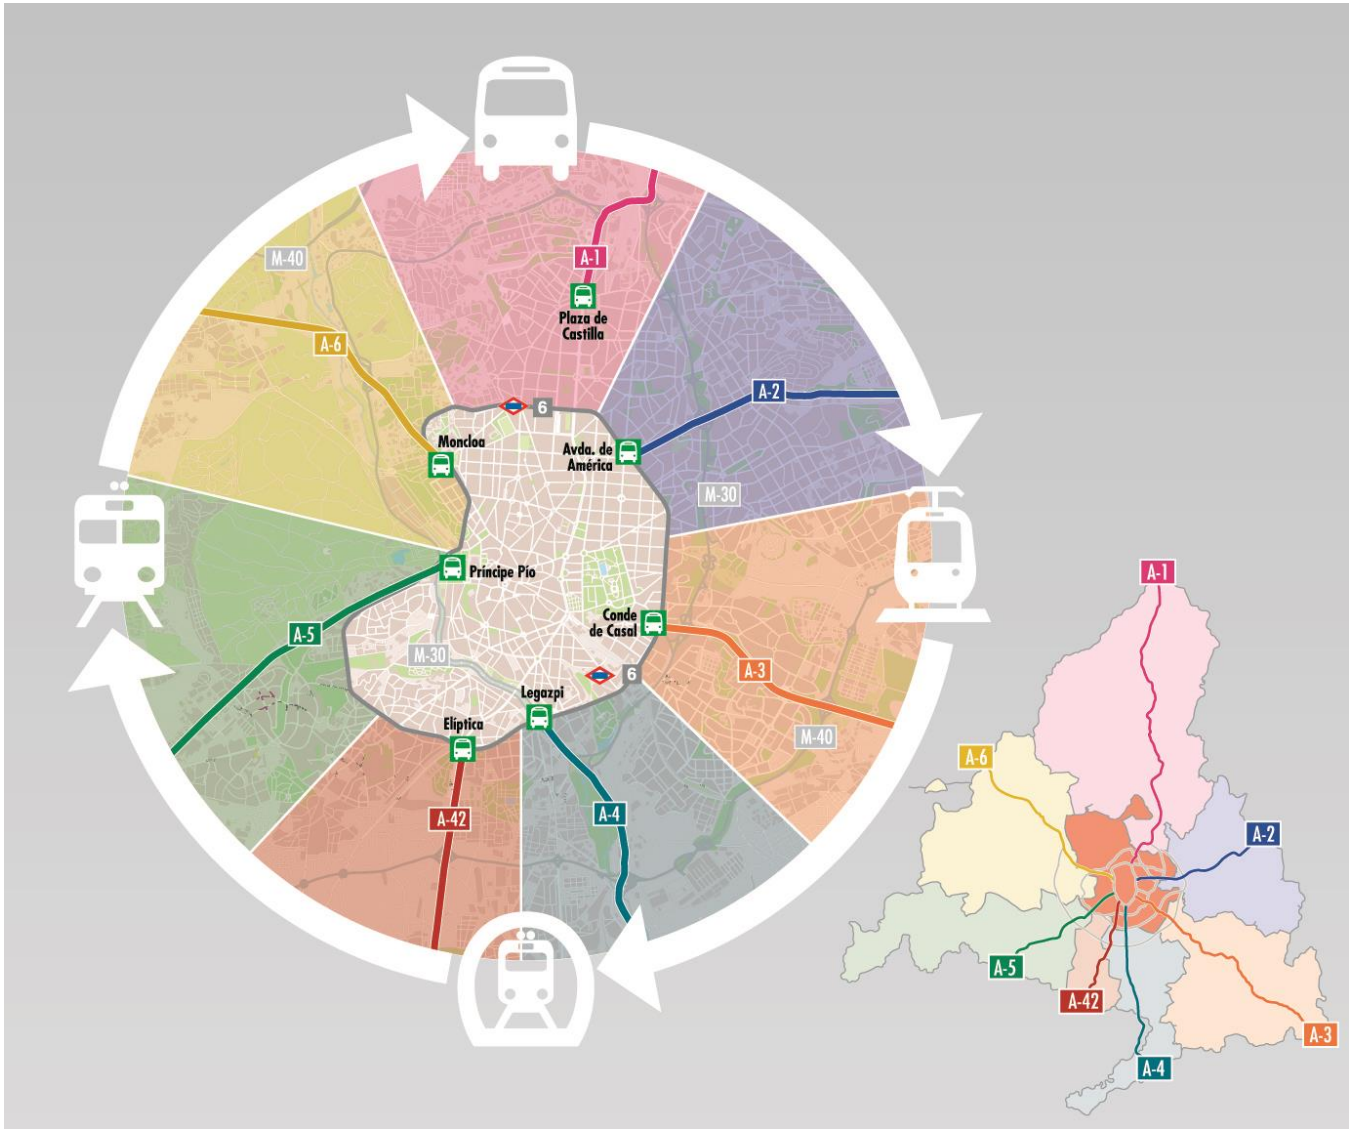 M-40
A-1
Plaza de
Castilla
A-6
A-2
6
Moncloa
Avda. de
América
M-30
Príncipe Pío
Conde
de Casal
A-5
M-30
A-3
6
Legazpi
Elíptica
M-40
A-42
A-4
A-1
A-6
A-2
A-5
A-42
A-3
A-4